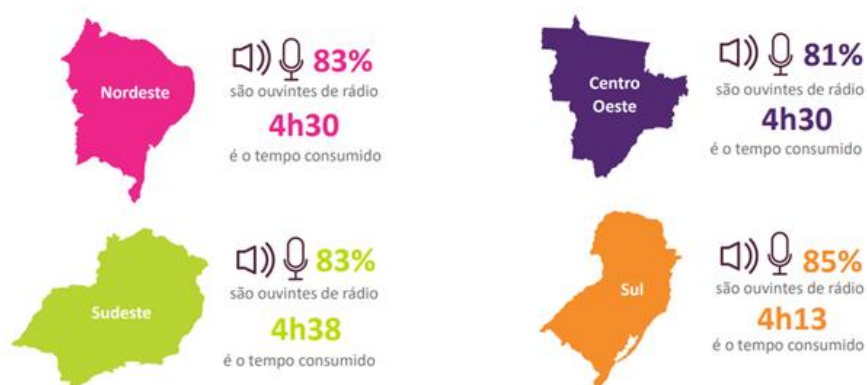 Nordeste
83%
são ouvintes de rádio
4h30
é o tempo consumido
Centro
Oeste
81%
são ouvintes de rádio
4h30
é o tempo consumido
Sudeste
83%
são ouvintes de rádio
4h38
é o tempo consumido
Sul
85%
são ouvintes de rádio
4h13
é o tempo consumido